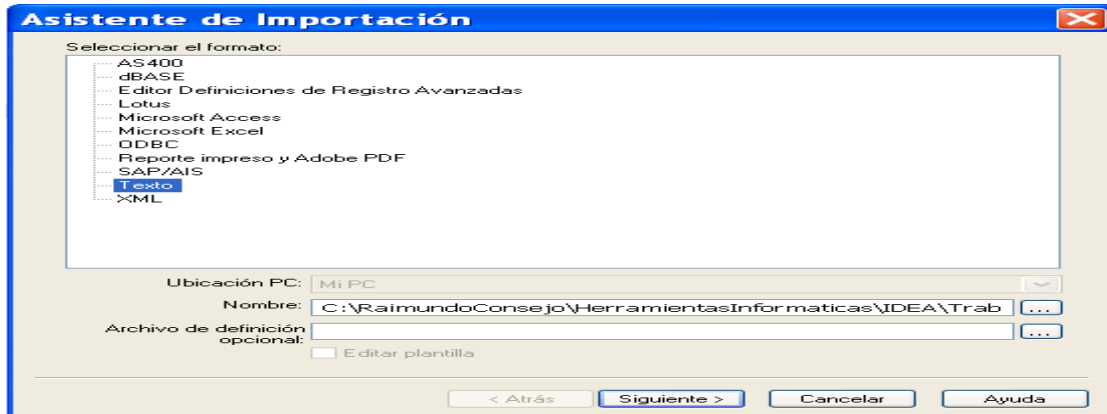 Asistente de Importación
Seleccionar el formato:
AS400
dBASE
Editor Definiciones de Registro Avanzadas
Lotus
Microsoft Access
Microsoft Excel
ODBC
Reporte impreso y Adobe PDF
SAP/AIS
Texto
XML
Ubicación PC: Mi PC
Nombre: C:\RaimundoConsejo\HerramientasInformaticas\IDEA\Trab ...
Archivo de definición
opcional: ...
Editar plantilla
< Atrás Siguiente > Cancelar Ayuda